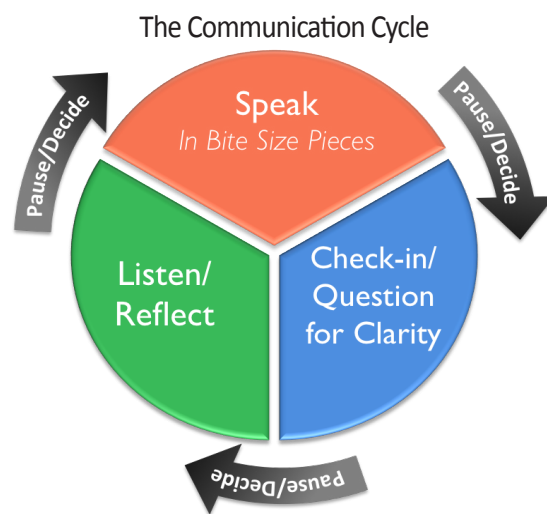 The Communication Cycle
Speak
In Bite Size Pieces
Pause/Decide
Check-in/
Question
for Clarity
Pause/Decide
Listen/
Reflect
Pause/Decide